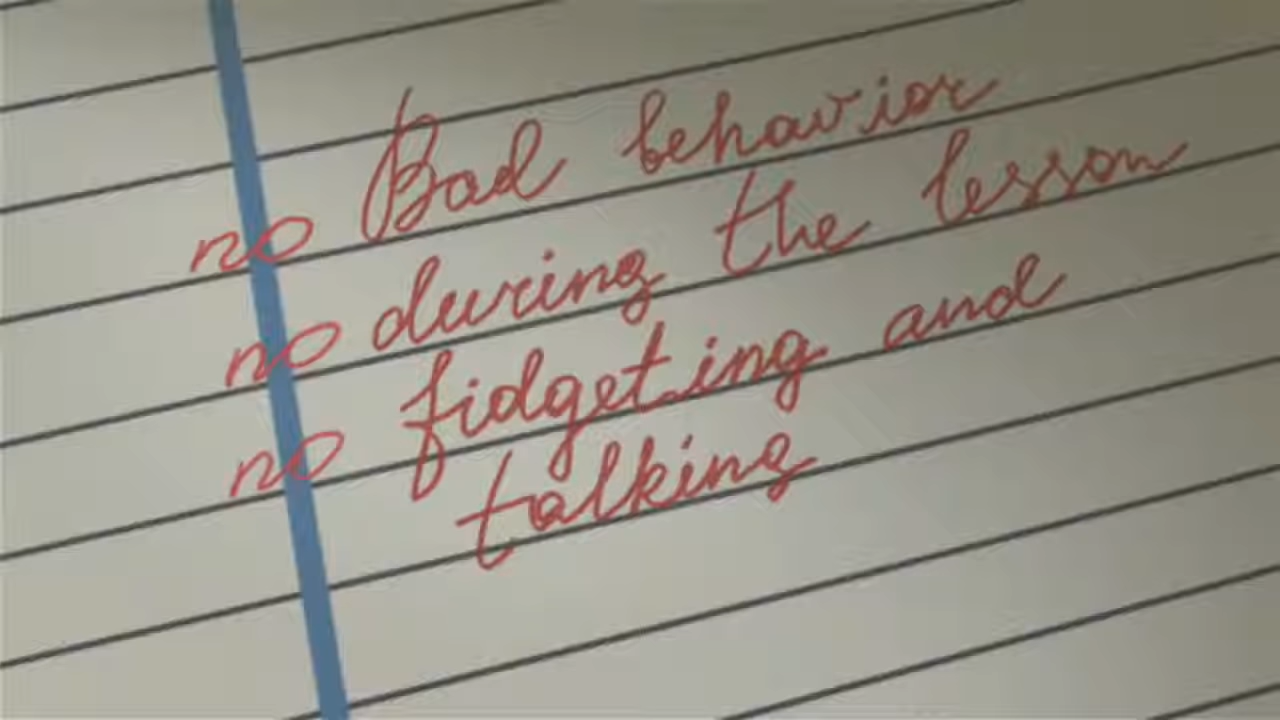 no Bad behavior
no during the lesson
no fidgeting and
talking